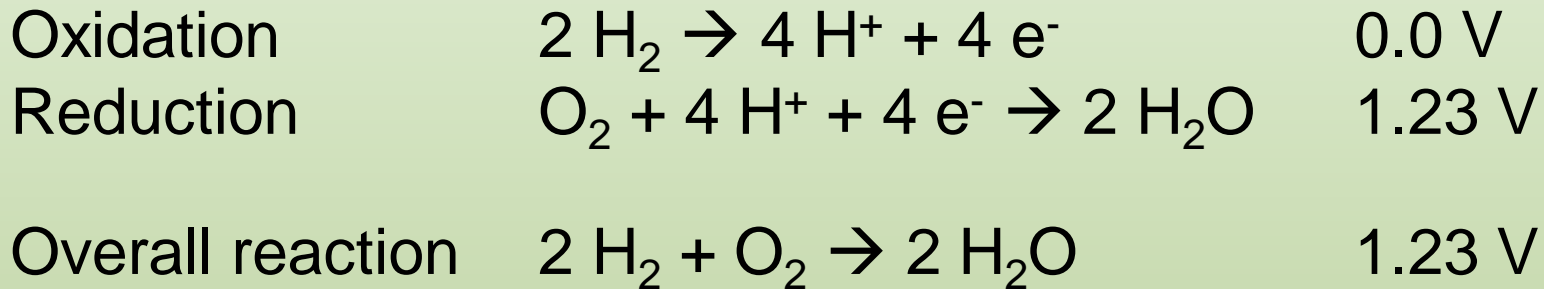 Oxidation 2 H₂ → 4 H⁺ + 4 e⁻ 0.0 V
Reduction O₂ + 4 H⁺ + 4 e⁻ → 2 H₂O 1.23 V
Overall reaction 2 H₂ + O₂ → 2 H₂O 1.23 V